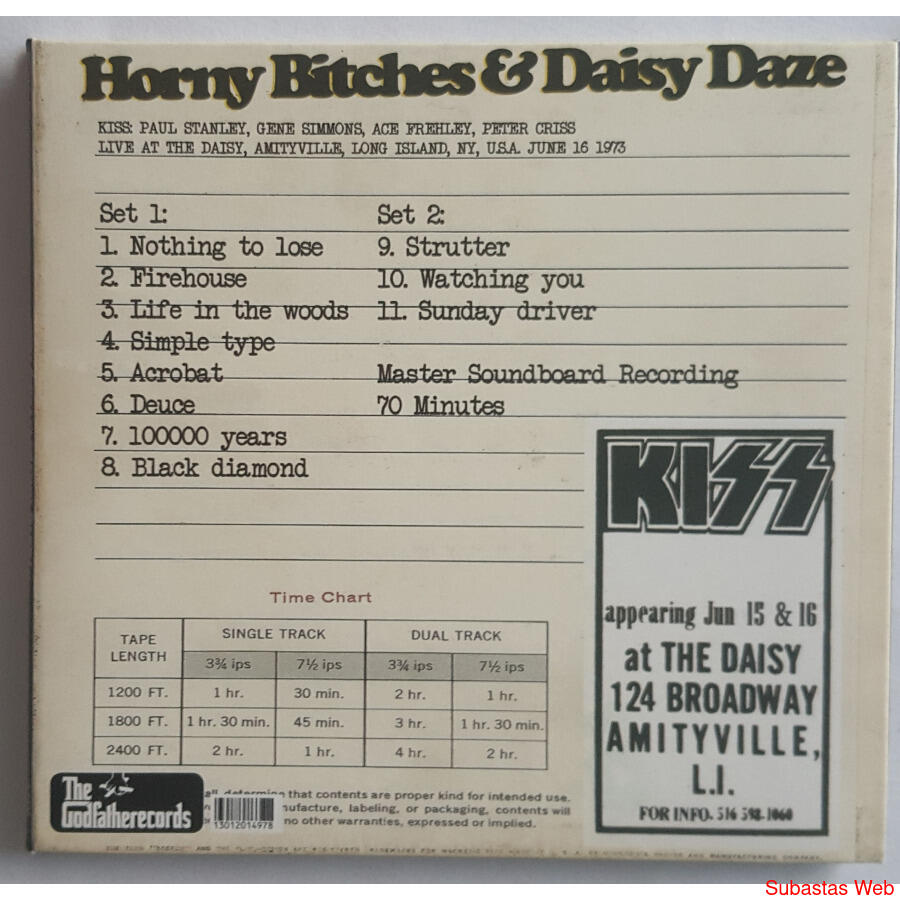 Horny Bitches & Daisy Daze
KISS: PAUL STANLEY, GENE SIMMONS, ACE FREHLEY, PETER CRISS
LIVE AT THE DAISY, AMITYVILLE, LONG ISLAND, NY, U.S.A. JUNE 16 1973
Set 1:
1. Nothing to lose
2. Firehouse
3. Life in the woods
4. Simple type
5. Acrobat
6. Deuce
7. 100000 years
8. Black diamond
Set 2:
9. Strutter
10. Watching you
11. Sunday driver
Master Soundboard Recording
70 Minutes
KISS
appearing Jun 15 & 16
at THE DAISY
124 BROADWAY
AMITYVILLE,
L.I.
FOR INFO. 516 598-1060
Time Chart
TAPE LENGTH SINGLE TRACK DUAL TRACK
3¾ ips 7½ ips 3¾ ips 7½ ips
1200 FT. 1 hr. 30 min. 2 hr. 1 hr.
1800 FT. 1 hr. 30 min. 45 min. 3 hr. 1 hr. 30 min.
2400 FT. 2 hr. 1 hr. 4 hr. 2 hr.
The Godfatherecords
13012014978
that contents are proper kind for intended use.
labeling, or packaging, contents will
no other warranties, expressed or implied.
Subastas Web